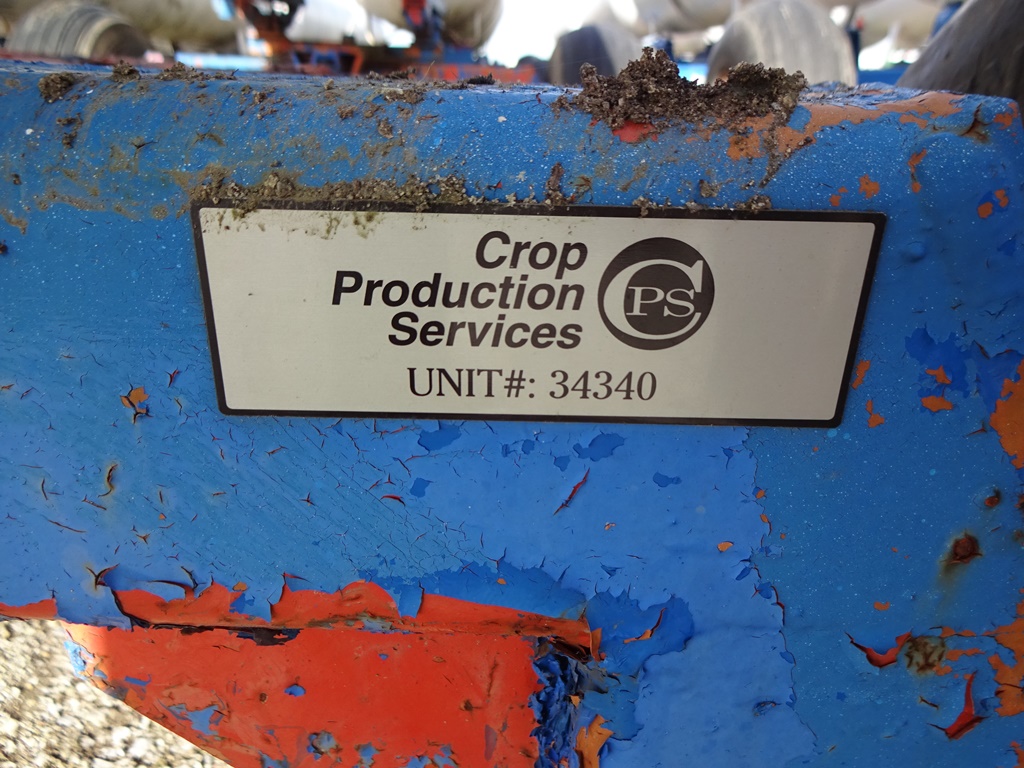 Crop
Production
Services
CPS
UNIT#: 34340